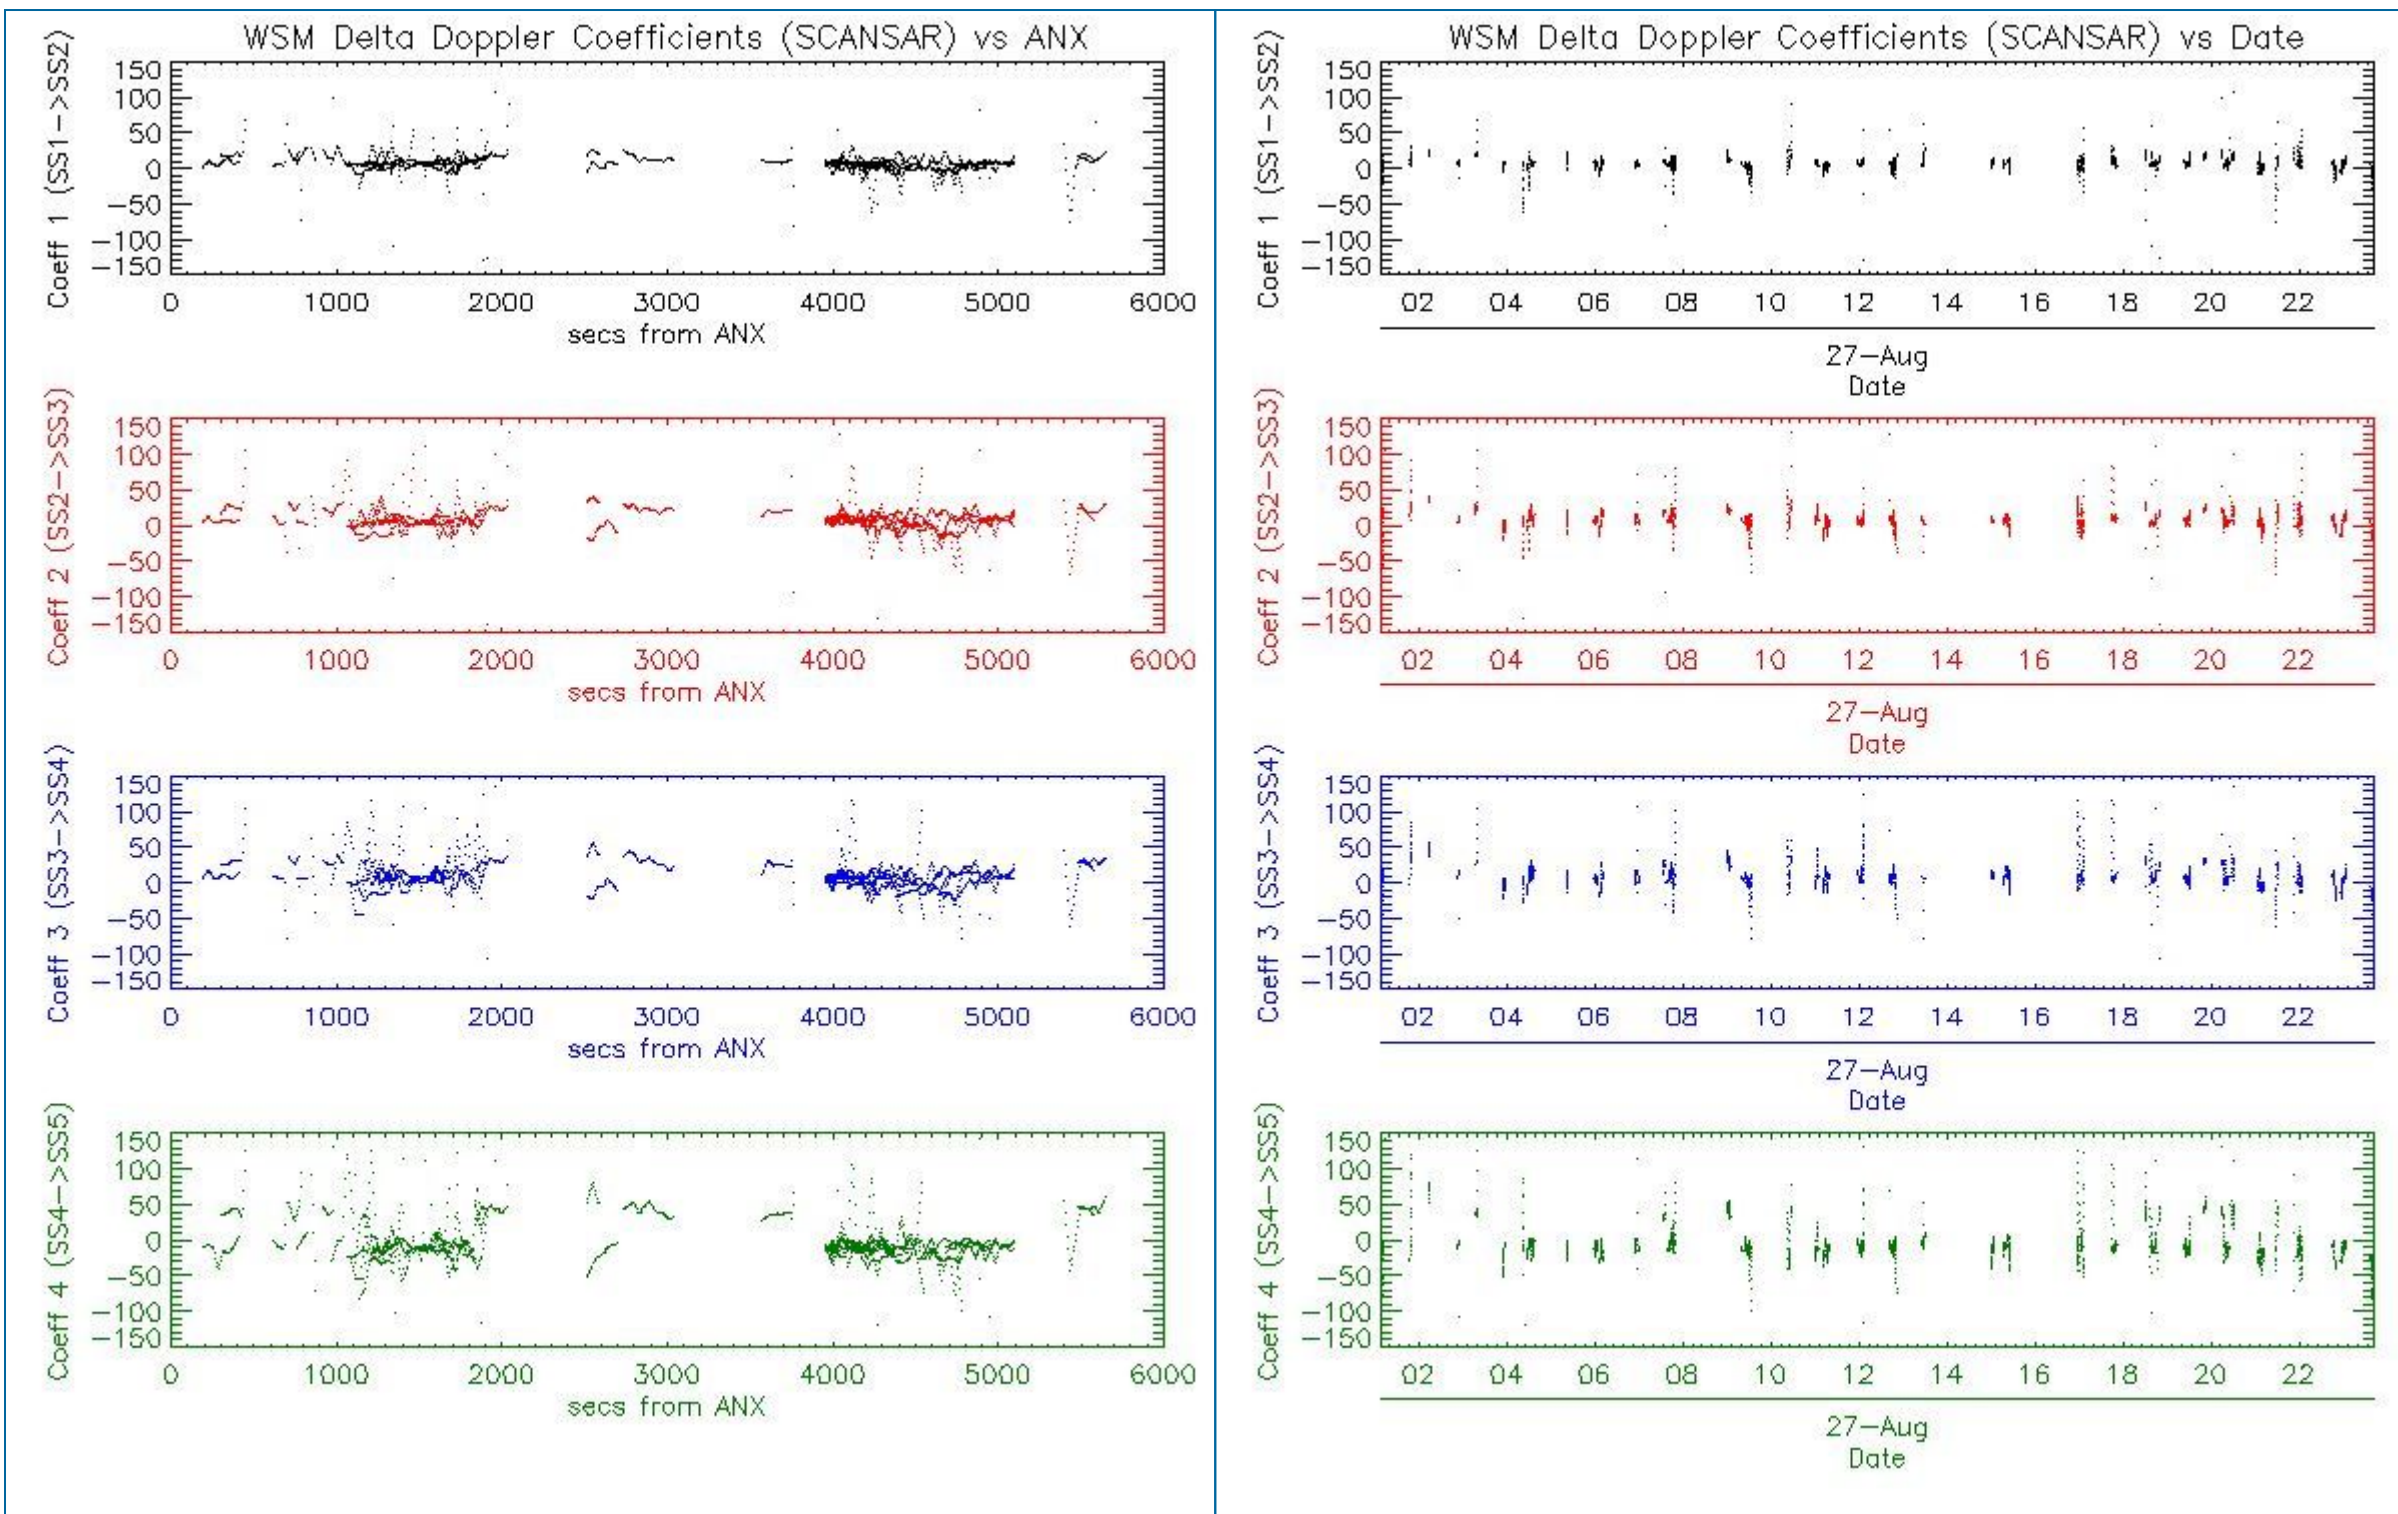 WSM Delta Doppler Coefficients (SCANSAR) vs ANX
Coeff 1 (SS1->SS2)
150
100
50
0
-50
-100
-150
0 1000 2000 3000 4000 5000 6000
secs from ANX
Coeff 2 (SS2->SS3)
150
100
50
0
-50
-100
-150
0 1000 2000 3000 4000 5000 6000
secs from ANX
Coeff 3 (SS3->SS4)
150
100
50
0
-50
-100
-150
0 1000 2000 3000 4000 5000 6000
secs from ANX
Coeff 4 (SS4->SS5)
150
100
50
0
-50
-100
-150
0 1000 2000 3000 4000 5000 6000
secs from ANX
WSM Delta Doppler Coefficients (SCANSAR) vs Date
Coeff 1 (SS1->SS2)
150
100
50
0
-50
-100
-150
02 04 06 08 10 12 14 16 18 20 22
27-Aug
Date
Coeff 2 (SS2->SS3)
150
100
50
0
-50
-100
-150
02 04 06 08 10 12 14 16 18 20 22
27-Aug
Date
Coeff 3 (SS3->SS4)
150
100
50
0
-50
-100
-150
02 04 06 08 10 12 14 16 18 20 22
27-Aug
Date
Coeff 4 (SS4->SS5)
150
100
50
0
-50
-100
-150
02 04 06 08 10 12 14 16 18 20 22
27-Aug
Date